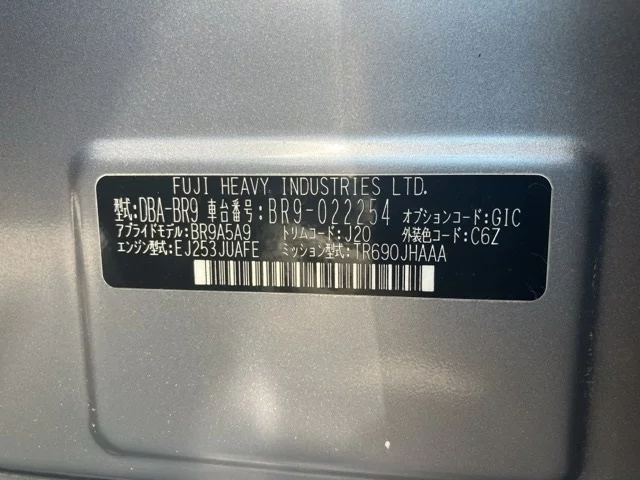 FUJI HEAVY INDUSTRIES LTD.
型式:DBA-BR9 車台番号:BR9-022254 オプションコード:GIC
アプライドモデル:BR9A5A9 トリムコード:J20 外装色コード:C6Z
エンジン型式:EJ253JUAFE ミッション型式:TR690JHAAA